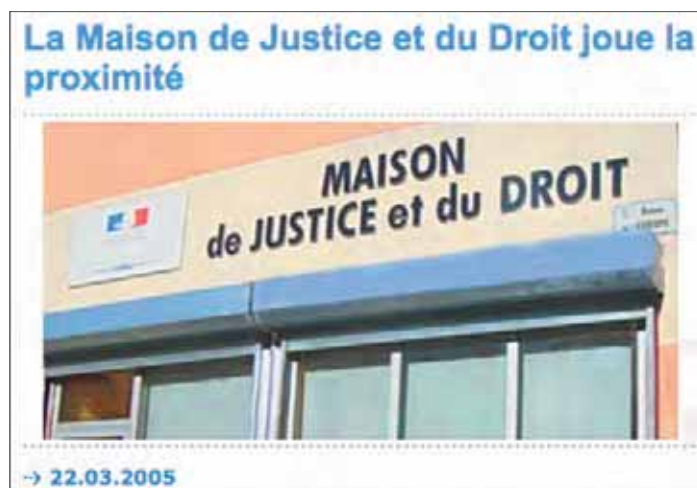 La Maison de Justice et du Droit joue la
proximité
MAISON
de JUSTICE et du DROIT
22.03.2005